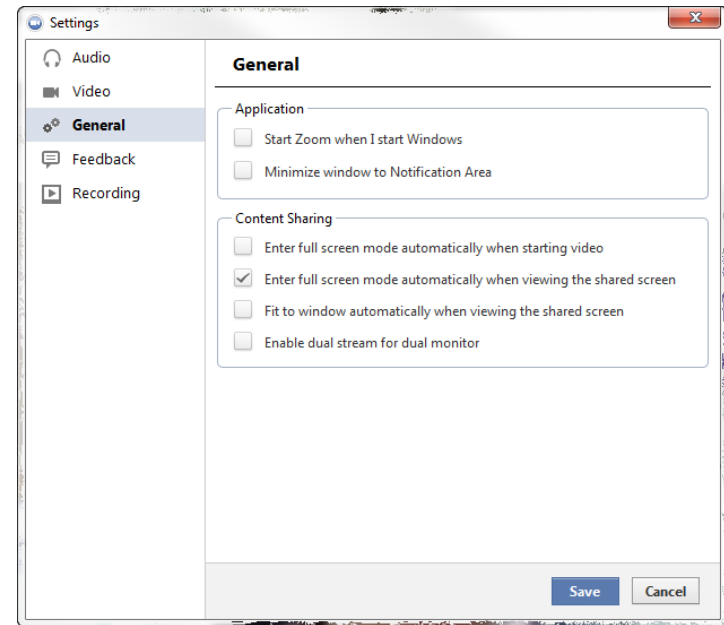 Settings
Audio
Video
General
Feedback
Recording
General
Application
Start Zoom when I start Windows
Minimize window to Notification Area
Content Sharing
Enter full screen mode automatically when starting video
Enter full screen mode automatically when viewing the shared screen
Fit to window automatically when viewing the shared screen
Enable dual stream for dual monitor
Save Cancel